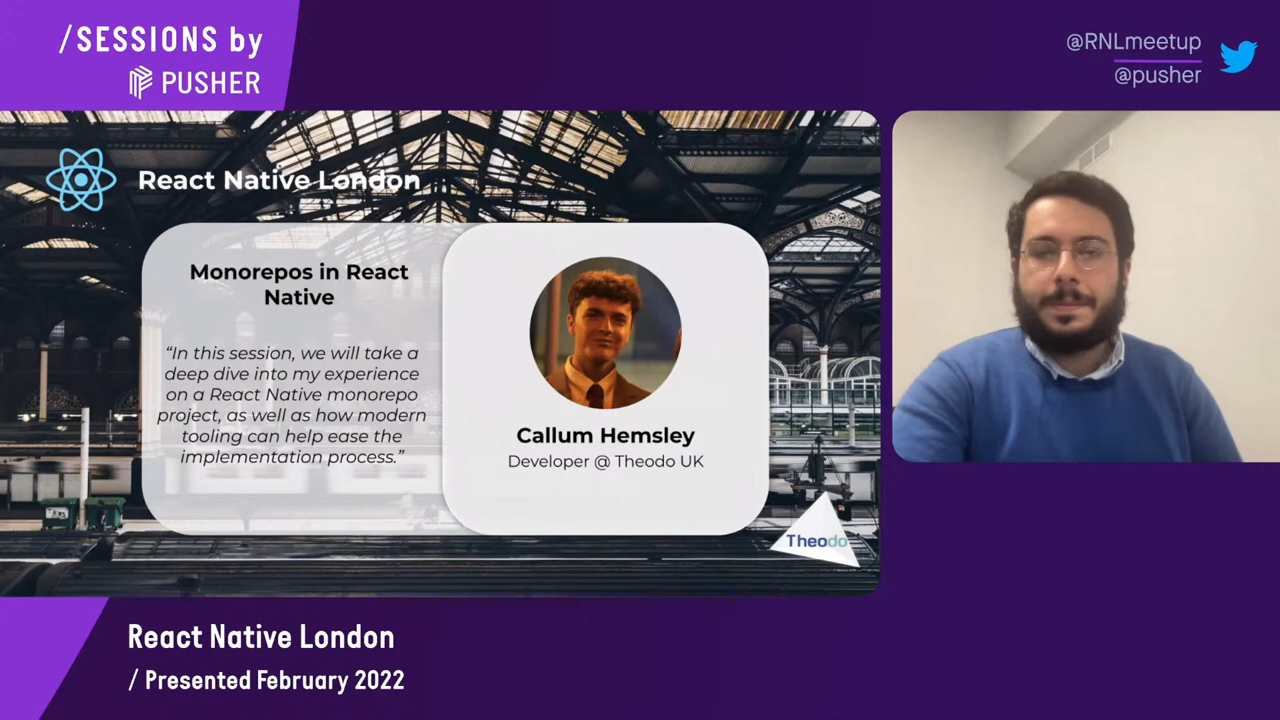 /SESSIONS by
PUSHER
@RNLmeetup
@pusher
React Native London
Monorepos in React
Native
“In this session, we will take a
deep dive into my experience
on a React Native monorepo
project, as well as how modern
tooling can help ease the
implementation process.”
Callum Hemsley
Developer @ Theodo UK
Theodo
React Native London
/ Presented February 2022